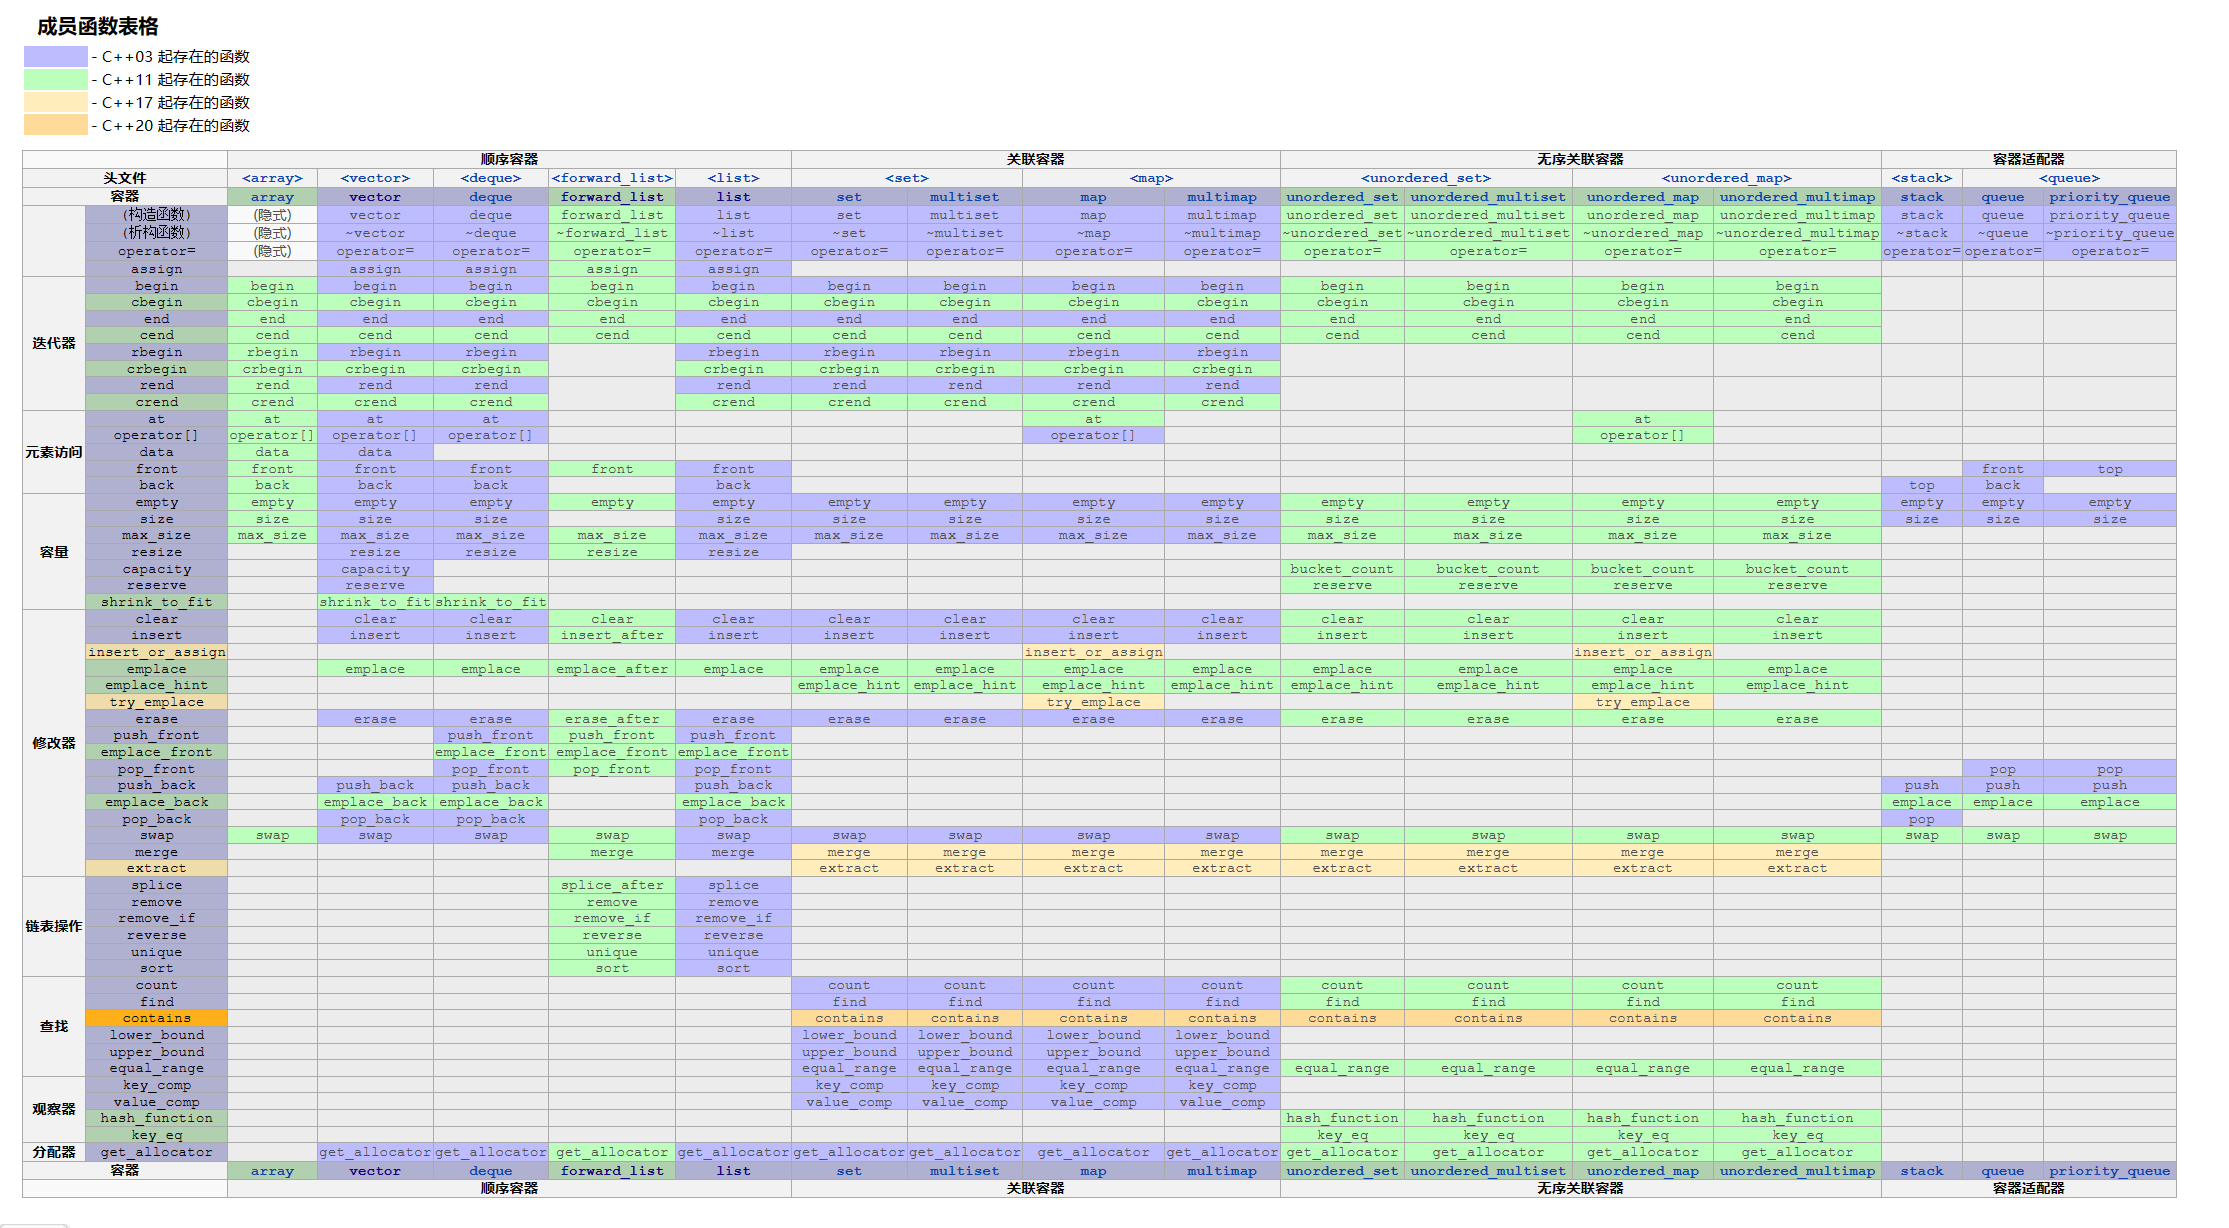 成员函数表格
- C++03 起存在的函数
- C++11 起存在的函数
- C++17 起存在的函数
- C++20 起存在的函数
顺序容器 关联容器 无序关联容器 容器适配器
头文件 <array> <vector> <deque> <forward_list> <list> <set> <map> <unordered_set> <unordered_map> <stack> <queue>
容器 array vector deque forward_list list set multiset map multimap unordered_set unordered_multiset unordered_map unordered_multimap stack queue priority_queue
(构造函数) (隐式) vector deque forward_list list set multiset map multimap unordered_set unordered_multiset unordered_map unordered_multimap stack queue priority_queue
(析构函数) (隐式) ~vector ~deque ~forward_list ~list ~set ~multiset ~map ~multimap ~unordered_set ~unordered_multiset ~unordered_map ~unordered_multimap ~stack ~queue ~priority_queue
operator= (隐式) operator= operator= operator= operator= operator= operator= operator= operator= operator= operator= operator= operator= operator= operator= operator=
assign assign assign assign assign
迭代器
begin begin begin begin begin begin begin begin begin begin begin begin begin begin
cbegin cbegin cbegin cbegin cbegin cbegin cbegin cbegin cbegin cbegin cbegin cbegin cbegin cbegin
end end end end end end end end end end end end end end
cend cend cend cend cend cend cend cend cend cend cend cend cend cend
rbegin rbegin rbegin rbegin rbegin rbegin rbegin rbegin rbegin
crbegin crbegin crbegin crbegin crbegin crbegin crbegin crbegin crbegin
rend rend rend rend rend rend rend rend rend
crend crend crend crend crend crend crend crend crend
元素访问
at at at at at at
operator[] operator[] operator[] operator[] operator[] operator[]
data data data
front front front front front front front top
back back back back back top back
容量
empty empty empty empty empty empty empty empty empty empty empty empty empty empty empty empty empty
size size size size size size size size size size size size size size size size
max_size max_size max_size max_size max_size max_size max_size max_size max_size max_size max_size max_size max_size max_size
resize resize resize resize resize
capacity capacity bucket_count bucket_count bucket_count bucket_count
reserve reserve reserve reserve reserve reserve
shrink_to_fit shrink_to_fit shrink_to_fit
修改器
clear clear clear clear clear clear clear clear clear clear clear clear clear
insert insert insert insert_after insert insert insert insert insert insert insert insert insert
insert_or_assign insert_or_assign insert_or_assign
emplace emplace emplace emplace_after emplace emplace emplace emplace emplace emplace emplace emplace emplace
emplace_hint emplace_hint emplace_hint emplace_hint emplace_hint emplace_hint emplace_hint emplace_hint emplace_hint
try_emplace try_emplace try_emplace
erase erase erase erase_after erase erase erase erase erase erase erase erase erase
push_front push_front push_front push_front
emplace_front emplace_front emplace_front emplace_front
pop_front pop_front pop_front pop_front pop pop
push_back push_back push_back push_back push push push
emplace_back emplace_back emplace_back emplace_back emplace emplace emplace
pop_back pop_back pop_back pop_back pop
swap swap swap swap swap swap swap swap swap swap swap swap swap swap swap swap swap
merge merge merge merge merge merge merge merge merge merge merge
extract extract extract extract extract extract extract extract extract
链表操作
splice splice_after splice
remove remove remove
remove_if remove_if remove_if
reverse reverse reverse
unique unique unique
sort sort sort
查找
count count count count count count count count count
find find find find find find find find find
contains contains contains contains contains contains contains contains contains
lower_bound lower_bound lower_bound lower_bound lower_bound
upper_bound upper_bound upper_bound upper_bound upper_bound
equal_range equal_range equal_range equal_range equal_range equal_range equal_range equal_range equal_range
观察器
key_comp key_comp key_comp key_comp key_comp
value_comp value_comp value_comp value_comp value_comp
hash_function hash_function hash_function hash_function hash_function
key_eq key_eq key_eq key_eq key_eq
分配器 get_allocator get_allocator get_allocator get_allocator get_allocator get_allocator get_allocator get_allocator get_allocator get_allocator get_allocator get_allocator get_allocator
容器 array vector deque forward_list list set multiset map multimap unordered_set unordered_multiset unordered_map unordered_multimap stack queue priority_queue
顺序容器 关联容器 无序关联容器 容器适配器